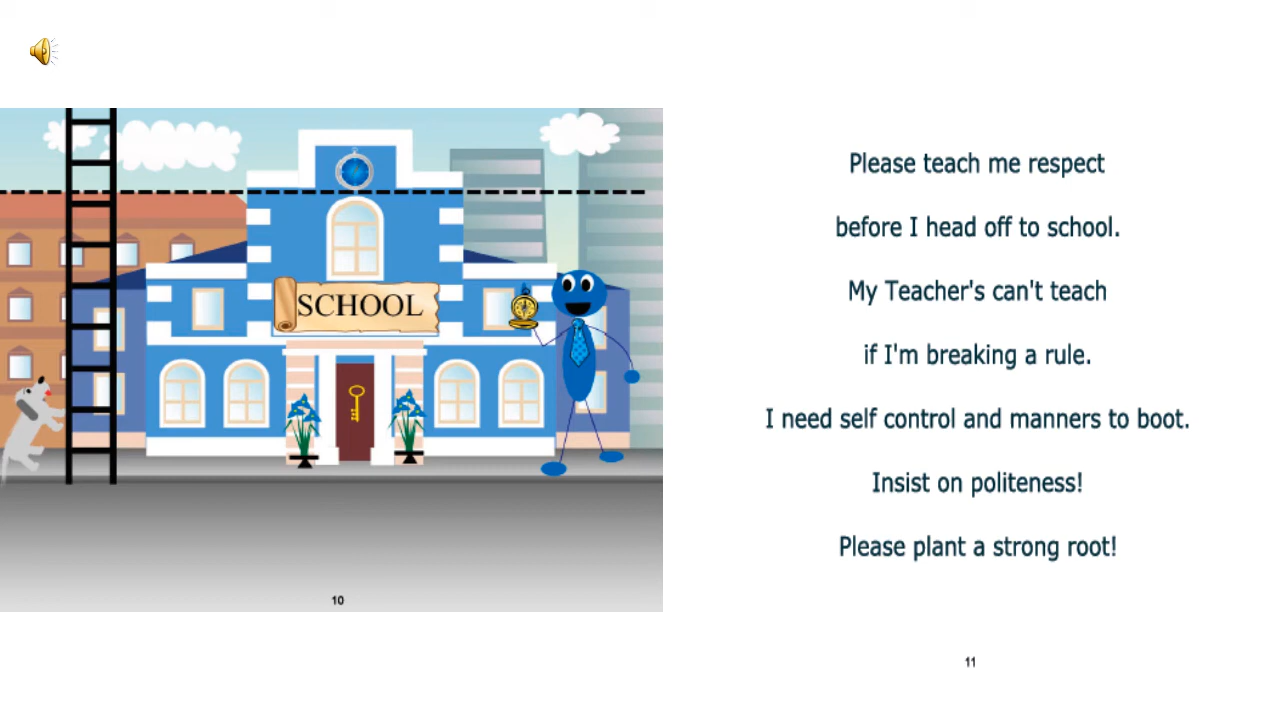 SCHOOL
10
Please teach me respect
before I head off to school.
My Teacher's can't teach
if I'm breaking a rule.
I need self control and manners to boot.
Insist on politeness!
Please plant a strong root!
11